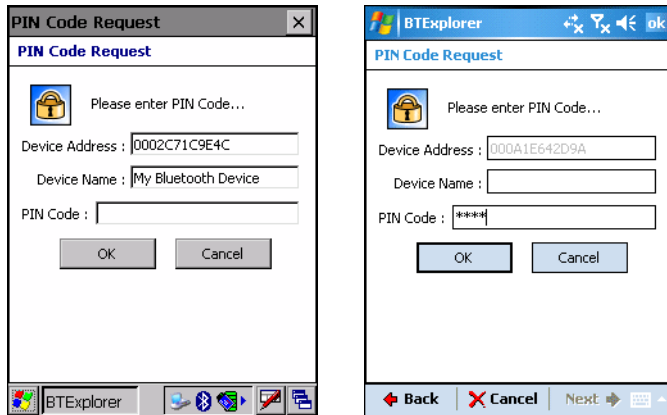 PIN Code Request
PIN Code Request
Please enter PIN Code...
Device Address : 0002C71C9E4C
Device Name : My Bluetooth Device
PIN Code :
OK Cancel
BTExplorer
BTExplorer ok
PIN Code Request
Please enter PIN Code...
Device Address : 000A1E642D9A
Device Name :
PIN Code : ****
OK Cancel
Back Cancel Next